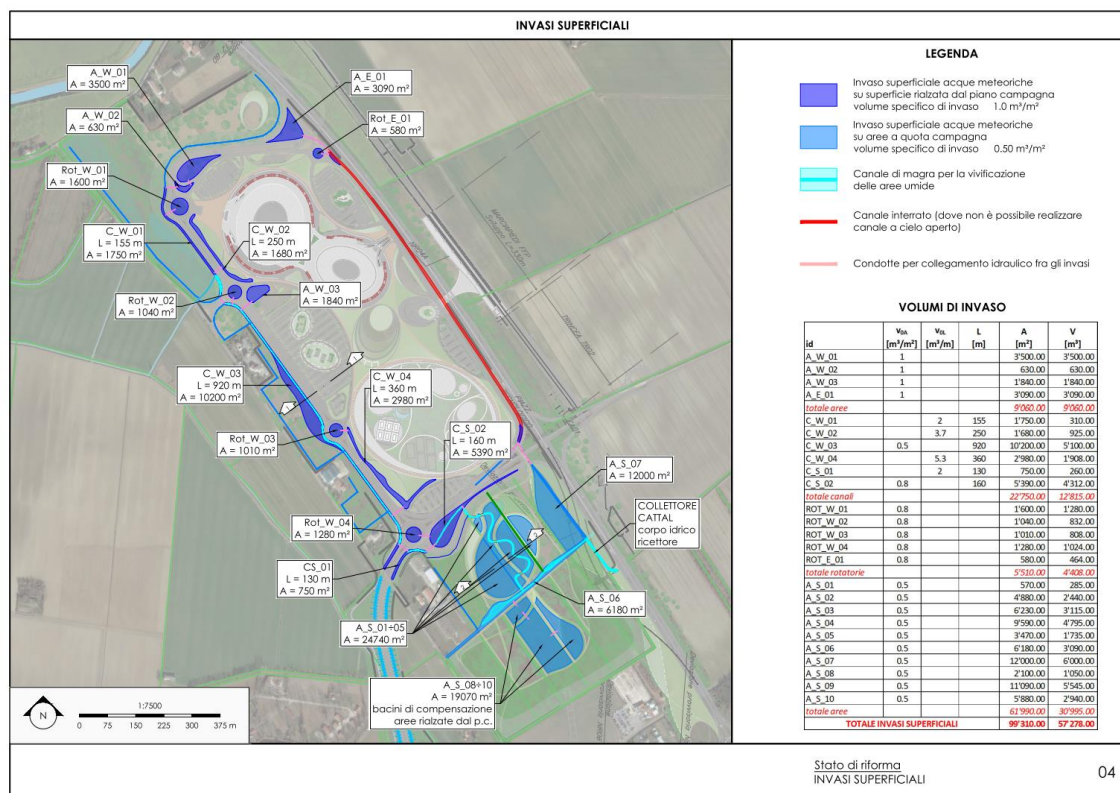 INVASI SUPERFICIALI
A_W_01
A = 3500 m²
A_W_02
A = 630 m²
Rot_W_01
A = 1600 m²
C_W_01
L = 155 m
A = 1750 m²
Rot_W_02
A = 1040 m²
A_E_01
A = 3090 m²
Rot_E_01
A = 580 m²
C_W_02
L = 250 m
A = 1680 m²
A_W_03
A = 1840 m²
C_W_03
L = 920 m
A = 10200 m²
C_W_04
L = 360 m
A = 2980 m²
Rot_W_03
A = 1010 m²
C_S_02
L = 160 m
A = 5390 m²
A_S_07
A = 12000 m²
COLLETTORE
CATTAL
corpo idrico
ricettore
Rot_W_04
A = 1280 m²
CS_01
L = 130 m
A = 750 m²
A_S_06
A = 6180 m²
A_S_01÷05
A = 24740 m²
A_S_08÷10
A = 19070 m²
bacini di compensazione
aree rialzate dal p.c.
N
1:7500
0 75 150 225 300 375 m
LEGENDA
Invaso superficiale acque meteoriche
su superficie rialzata dal piano campagna
volume specifico di invaso 1.0 m³/m²
Invaso superficiale acque meteoriche
su aree a quota campagna
volume specifico di invaso 0.50 m³/m²
Canale di magra per la vivificazione
delle aree umide
Canale interrato (dove non è possibile realizzare
canale a cielo aperto)
Condotte per collegamento idraulico fra gli invasi
VOLUMI DI INVASO
v0A v0L L A V
id [m³/m²] [m³/m] [m] [m²] [m³]
A_W_01 1 3'500.00 3'500.00
A_W_02 1 630.00 630.00
A_W_03 1 1'840.00 1'840.00
A_E_01 1 3'090.00 3'090.00
totale aree 9'060.00 9'060.00
C_W_01 2 155 1'750.00 310.00
C_W_02 3.7 250 1'680.00 925.00
C_W_03 0.5 920 10'200.00 5'100.00
C_W_04 5.3 360 2'980.00 1'908.00
C_S_01 2 130 750.00 260.00
C_S_02 0.8 160 5'390.00 4'312.00
totale canali 22'750.00 12'815.00
ROT_W_01 0.8 1'600.00 1'280.00
ROT_W_02 0.8 1'040.00 832.00
ROT_W_03 0.8 1'010.00 808.00
ROT_W_04 0.8 1'280.00 1'024.00
ROT_E_01 0.8 580.00 464.00
totale rotatorie 5'510.00 4'408.00
A_S_01 0.5 570.00 285.00
A_S_02 0.5 4'880.00 2'440.00
A_S_03 0.5 6'230.00 3'115.00
A_S_04 0.5 9'590.00 4'795.00
A_S_05 0.5 3'470.00 1'735.00
A_S_06 0.5 6'180.00 3'090.00
A_S_07 0.5 12'000.00 6'000.00
A_S_08 0.5 2'100.00 1'050.00
A_S_09 0.5 11'090.00 5'545.00
A_S_10 0.5 5'880.00 2'940.00
totale aree 61'990.00 30'995.00
TOTALE INVASI SUPERFICIALI 99'310.00 57'278.00
Stato di riforma
INVASI SUPERFICIALI
04